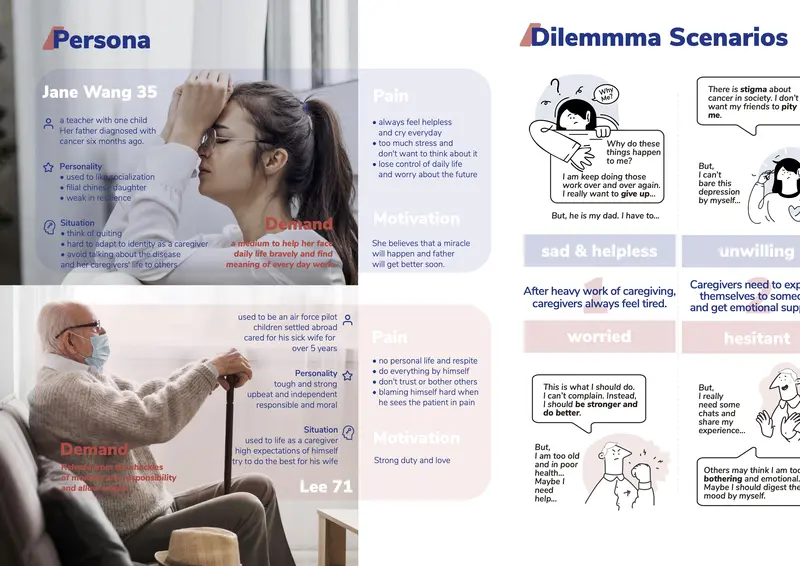 Persona
Jane Wang 35
a teacher with one child
Her father diagnosed with
cancer six months ago.
Personality
• used to like socialization
• filial chinese daughter
• weak in resilience
Situation
• think of quiting
• hard to adapt to identity as a caregiver
• avoid talking about the disease
and her caregivers' life to others
Demand
a medium to help her face
daily life bravely and find
meaning of every day work
Pain
• always feel helpless
and cry everyday
• too much stress and
don't want to think about it
• lose control of daily life
and worry about the future
Motivation
She believes that a miracle
will happen and father
will get better soon.
used to be an air force pilot
children settled abroad
cared for his sick wife for
over 5 years
Personality
tough and strong
upbeat and independent
responsible and moral
Situation
used to life as a caregiver
high expectations of himself
try to do the best for his wife
Lee 71
Demand
responsibility
Pain
• no personal life and respite
• do everything by himself
• don't trust or bother others
• blaming himself hard when
he sees the patient in pain
Motivation
Strong duty and love
Dilemmma Scenarios
Why
Me?
Why do these
things happen
to me?
I am keep doing those
work over and over again.
I really want to give up...
But, he is my dad. I have to...
sad & helpless
1
After heavy work of caregiving,
caregivers always feel tired.
worried
This is what I should do.
I can't complain. Instead,
I should be stronger and
do better.
But,
I am too old
and in poor
health...
Maybe I
need
help...
There is stigma about
cancer in society. I don't
want my friends to pity
me.
But,
I can't
bare this
depression
by myself...
unwilling
Caregivers need to exp
themselves to someo
and get emotional supp
hesitant
But,
I really
need some
chats and
share my
experience...
Others may think I am too
bothering and emotional.
Maybe I should digest the
mood by myself.